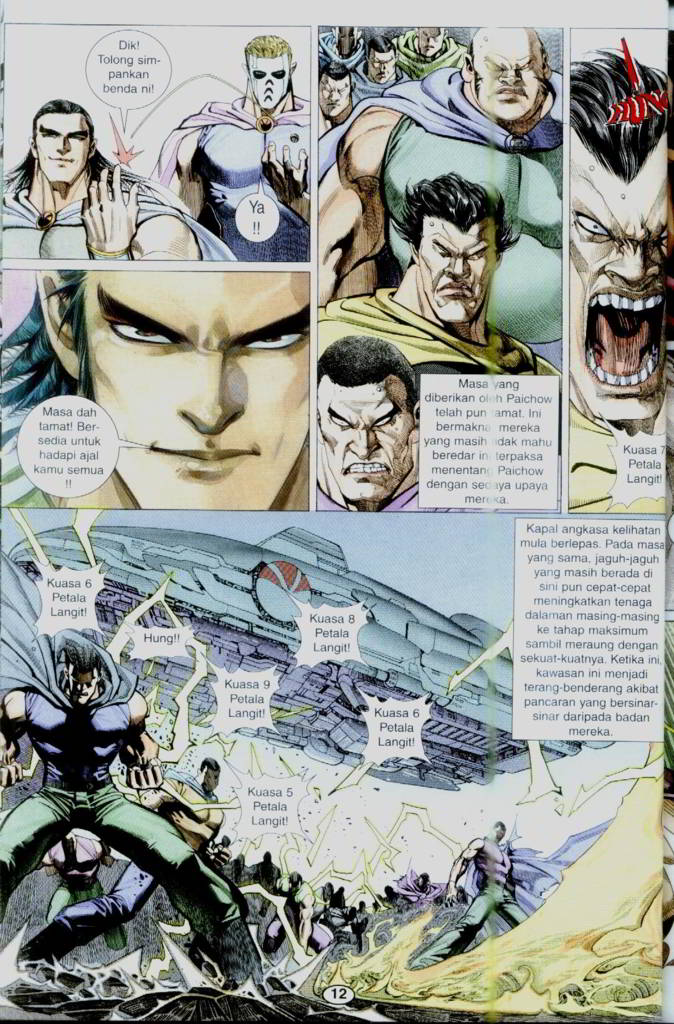 Dik!
Tolong sim-
pankan
benda ni!
Ya
!!
Masa dah
tamat! Ber-
sedia untuk
hadapi ajal
kamu semua
!!
Masa yang
diberikan oleh Paichow
telah pun tamat. Ini
bermakna mereka
yang masih tidak mahu
beredar ini terpaksa
menentang Paichow
dengan sedaya upaya
mereka.
HUNG
Kuasa 7
Petala
Langit!
Kapal angkasa kelihatan
mula berlepas. Pada masa
yang sama, jaguh-jaguh
yang masih berada di
sini pun cepat-cepat
meningkatkan tenaga
dalaman masing-masing
ke tahap maksimum
sambil meraung dengan
sekuat-kuatnya. Ketika ini,
kawasan ini menjadi
terang-benderang akibat
pancaran yang bersinar-
sinar daripada badan
mereka.
Kuasa 6
Petala
Langit!
Hung!!
Kuasa 8
Petala
Langit!
Kuasa 9
Petala
Langit!
Kuasa 6
Petala
Langit!
Kuasa 5
Petala
Langit!
12